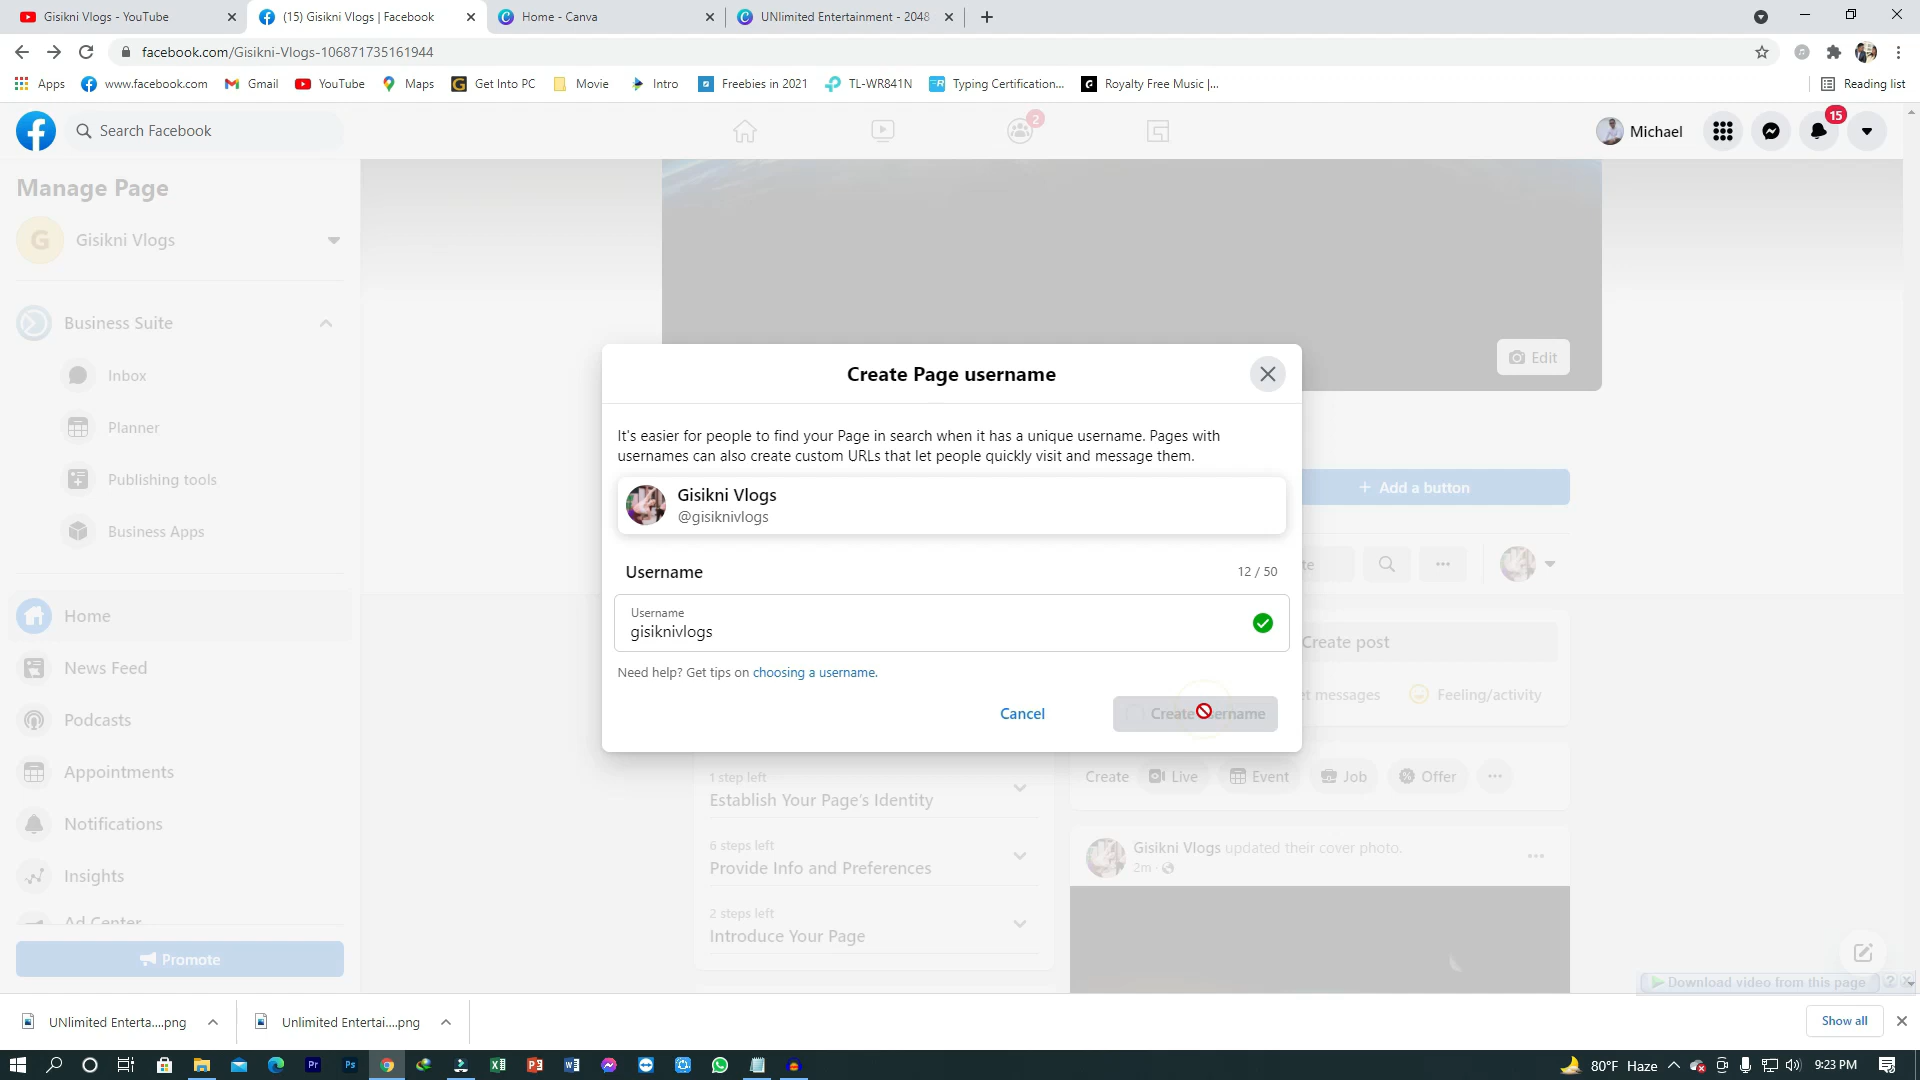 Gisikni Vlogs - YouTube
(15) Gisikni Vlogs | Facebook
Home - Canva
UNlimited Entertainment - 2048
facebook.com/Gisikni-Vlogs-106871735161944
Apps
www.facebook.com
Gmail
YouTube
Maps
Get Into PC
Movie
Intro
Freebies in 2021
TL-WR841N
Typing Certification...
Royalty Free Music |...
Reading list
Search Facebook
2
Michael
15
Manage Page
G
Gisikni Vlogs
Business Suite
Inbox
Planner
Publishing tools
Business Apps
Home
News Feed
Podcasts
Appointments
Notifications
Insights
Ad Center
Promote
Edit
Create Page username
It's easier for people to find your Page in search when it has a unique username. Pages with
usernames can also create custom URLs that let people quickly visit and message them.
Gisikni Vlogs
@gisiknivlogs
Username
12 / 50
Username
gisiknivlogs
Need help? Get tips on choosing a username.
Cancel
Create
+ Add a button
Create post
messages
Feeling/activity
Create
Live
Event
Job
Offer
1 step left
Establish Your Page's Identity
6 steps left
Provide Info and Preferences
2 steps left
Introduce Your Page
Gisikni Vlogs updated their cover photo.
2m
Download video from this page
?
UNlimited Enterta....png
Unlimited Entertai....png
Show all
Pr
Ps
80°F Haze
9:23 PM